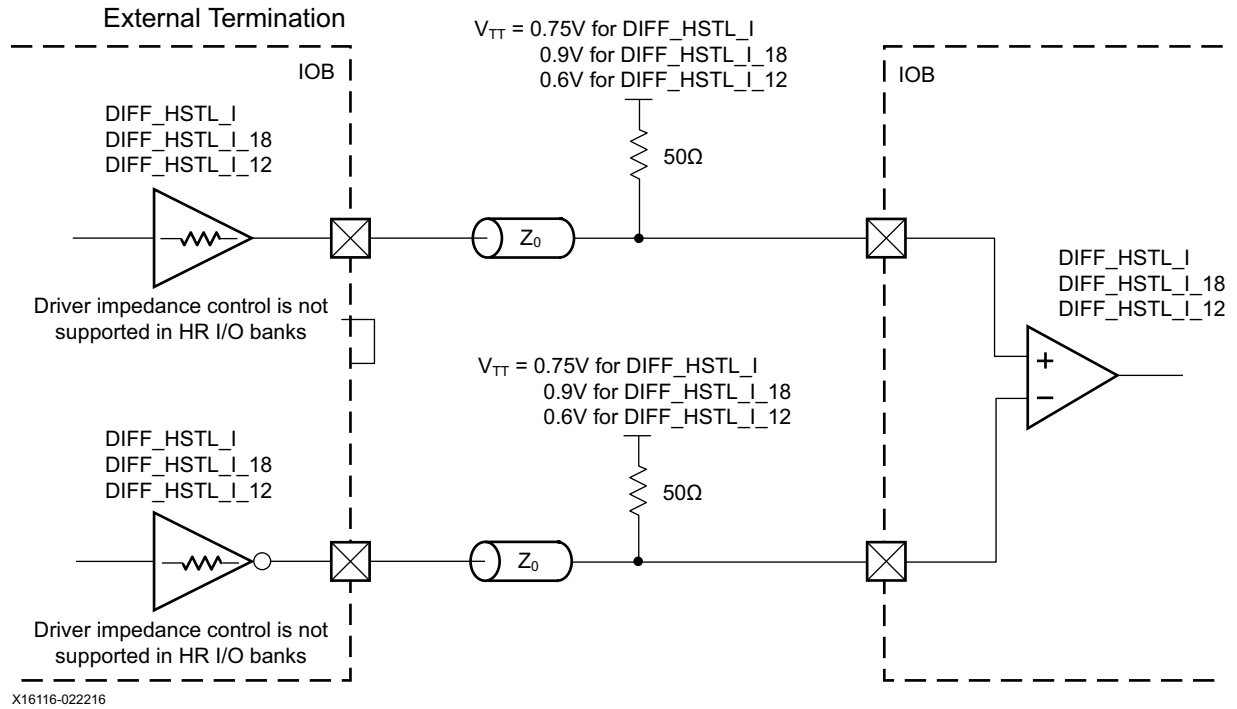 External Termination
V_TT = 0.75V for DIFF_HSTL_I
0.9V for DIFF_HSTL_I_18
0.6V for DIFF_HSTL_I_12
IOB
IOB
DIFF_HSTL_I
DIFF_HSTL_I_18
DIFF_HSTL_I_12
50Ω
Z0
DIFF_HSTL_I
DIFF_HSTL_I_18
DIFF_HSTL_I_12
Driver impedance control is not
supported in HR I/O banks
+
−
V_TT = 0.75V for DIFF_HSTL_I
0.9V for DIFF_HSTL_I_18
0.6V for DIFF_HSTL_I_12
DIFF_HSTL_I
DIFF_HSTL_I_18
DIFF_HSTL_I_12
50Ω
Z0
Driver impedance control is not
supported in HR I/O banks
X16116-022216